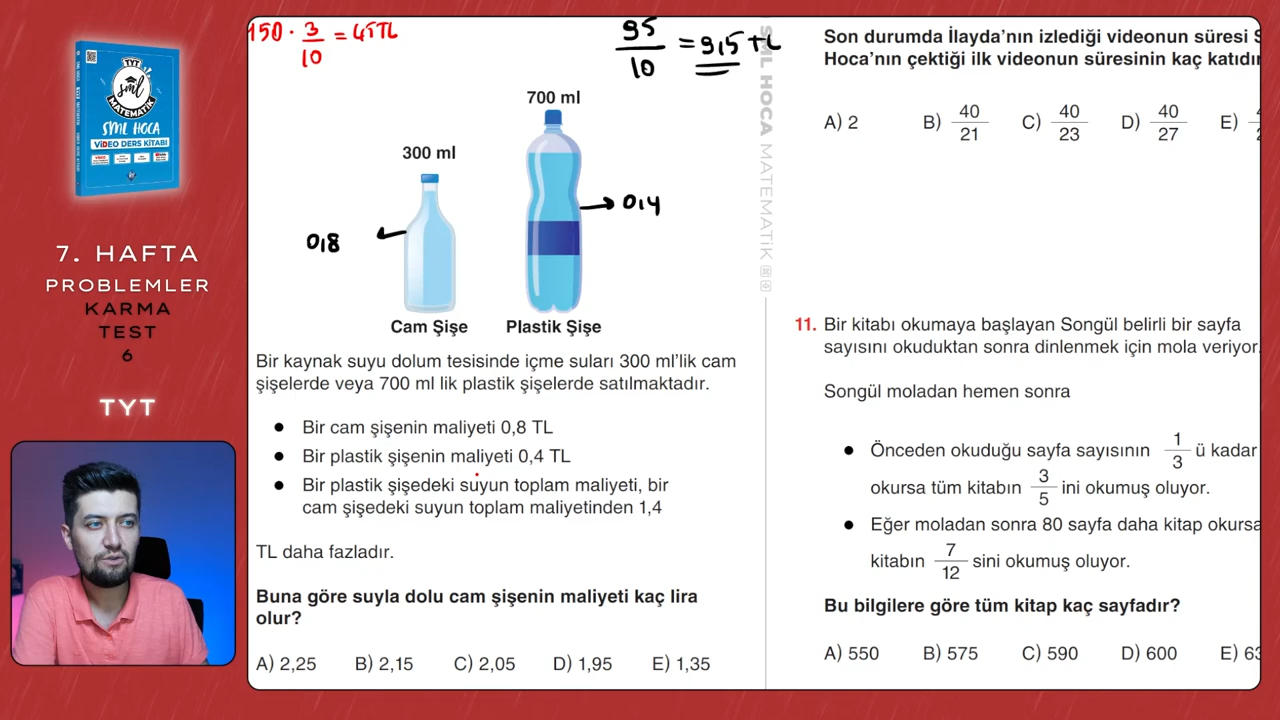 TYT
sml
MATEMATİK
SML HOCA
VİDEO DERS KİTABI
7. HAFTA
PROBLEMLER
KARMA
TEST
6
TYT
150 · 3/10 = 45TL
95/10 = 9,5 TL
700 ml
300 ml
0,4
0,8
Cam Şişe
Plastik Şişe
Bir kaynak suyu dolum tesisinde içme suları 300 ml’lik cam
şişelerde veya 700 ml lik plastik şişelerde satılmaktadır.
● Bir cam şişenin maliyeti 0,8 TL
● Bir plastik şişenin maliyeti 0,4 TL
● Bir plastik şişedeki suyun toplam maliyeti, bir
cam şişedeki suyun toplam maliyetinden 1,4
TL daha fazladır.
Buna göre suyla dolu cam şişenin maliyeti kaç lira
olur?
A) 2,25 B) 2,15 C) 2,05 D) 1,95 E) 1,35
SML HOCA MATEMATİK
Son durumda İlayda’nın izlediği videonun süresi S
Hoca’nın çektiği ilk videonun süresinin kaç katıdır
A) 2 B) 40/21 C) 40/23 D) 40/27 E)
11. Bir kitabı okumaya başlayan Songül belirli bir sayfa
sayısını okuduktan sonra dinlenmek için mola veriyor.
Songül moladan hemen sonra
● Önceden okuduğu sayfa sayısının 1/3 ü kadar
okursa tüm kitabın 3/5 ini okumuş oluyor.
● Eğer moladan sonra 80 sayfa daha kitap okursa
kitabın 7/12 sini okumuş oluyor.
Bu bilgilere göre tüm kitap kaç sayfadır?
A) 550 B) 575 C) 590 D) 600 E) 63